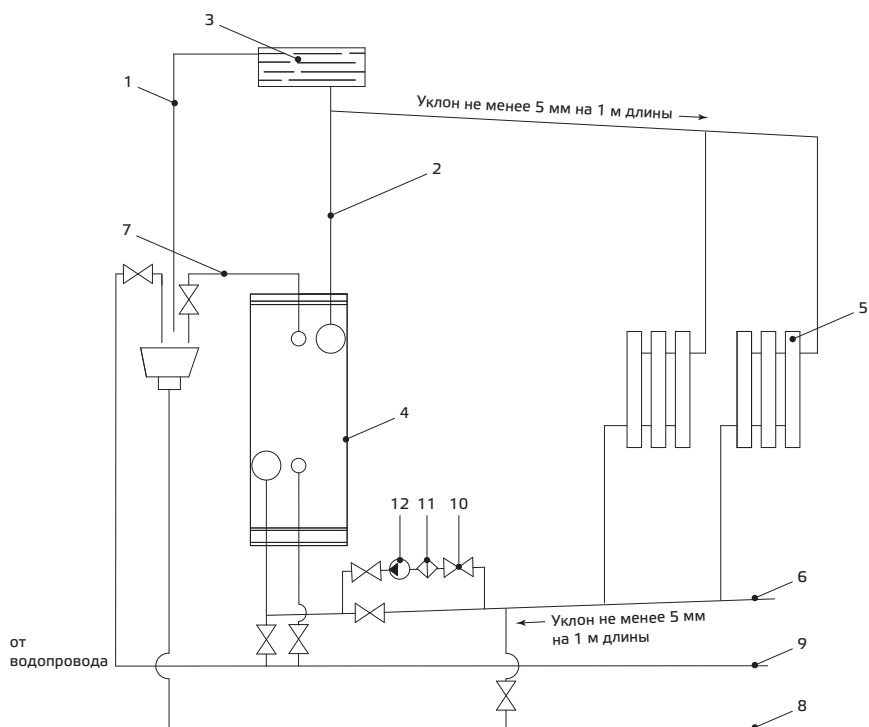 3
1
Уклон не менее 5 мм на 1 м длины
2
7
5
4
12 11 10
6
Уклон не менее 5 мм
на 1 м длины
от
водопровода
9
8